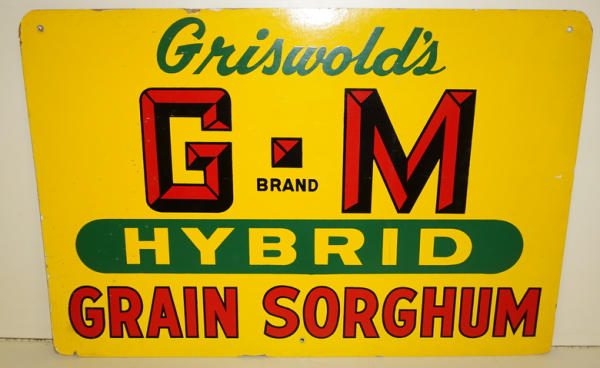 Griswold's
G·M
BRAND
HYBRID
GRAIN SORGHUM